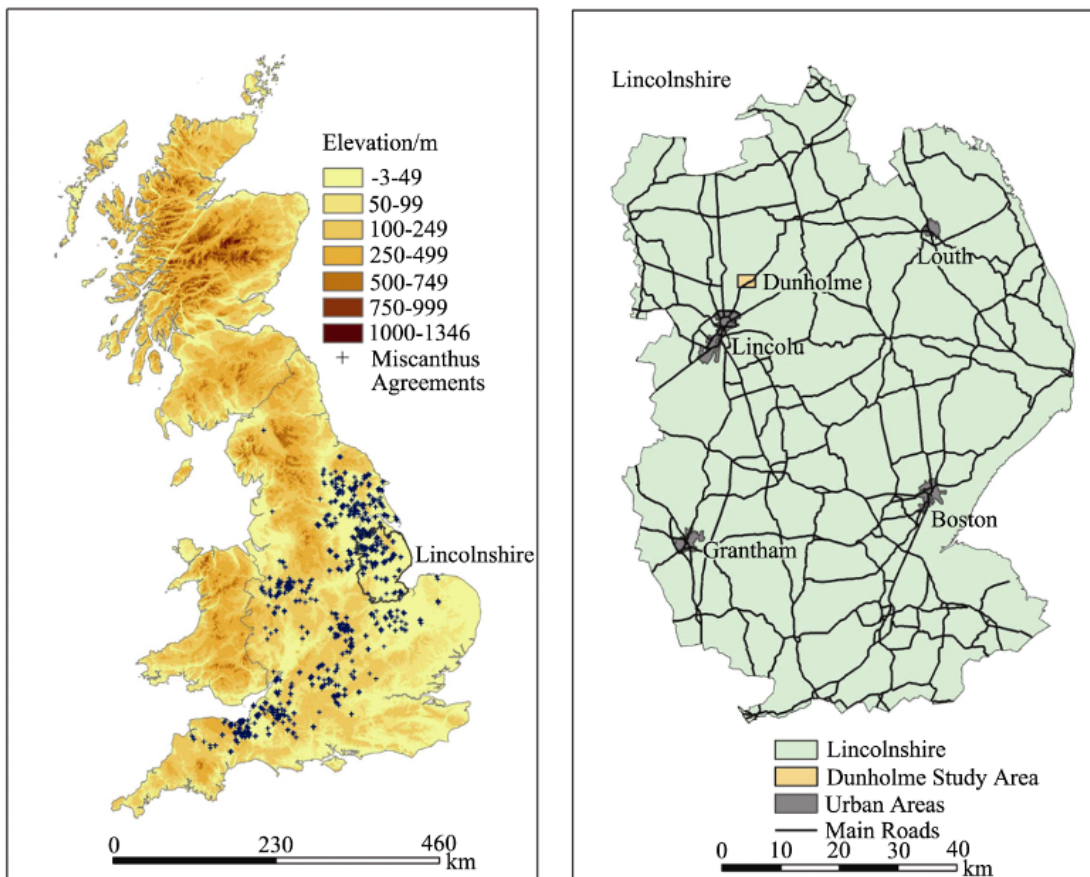 Elevation/m
-3-49
50-99
100-249
250-499
500-749
750-999
1000-1346
Miscanthus
Agreements
Lincolnshire
0
230
460
km
Lincolnshire
Louth
Dunholme
Lincolu
Boston
Grantham
Lincolnshire
Dunholme Study Area
Urban Areas
Main Roads
0 10 20 30 40
km